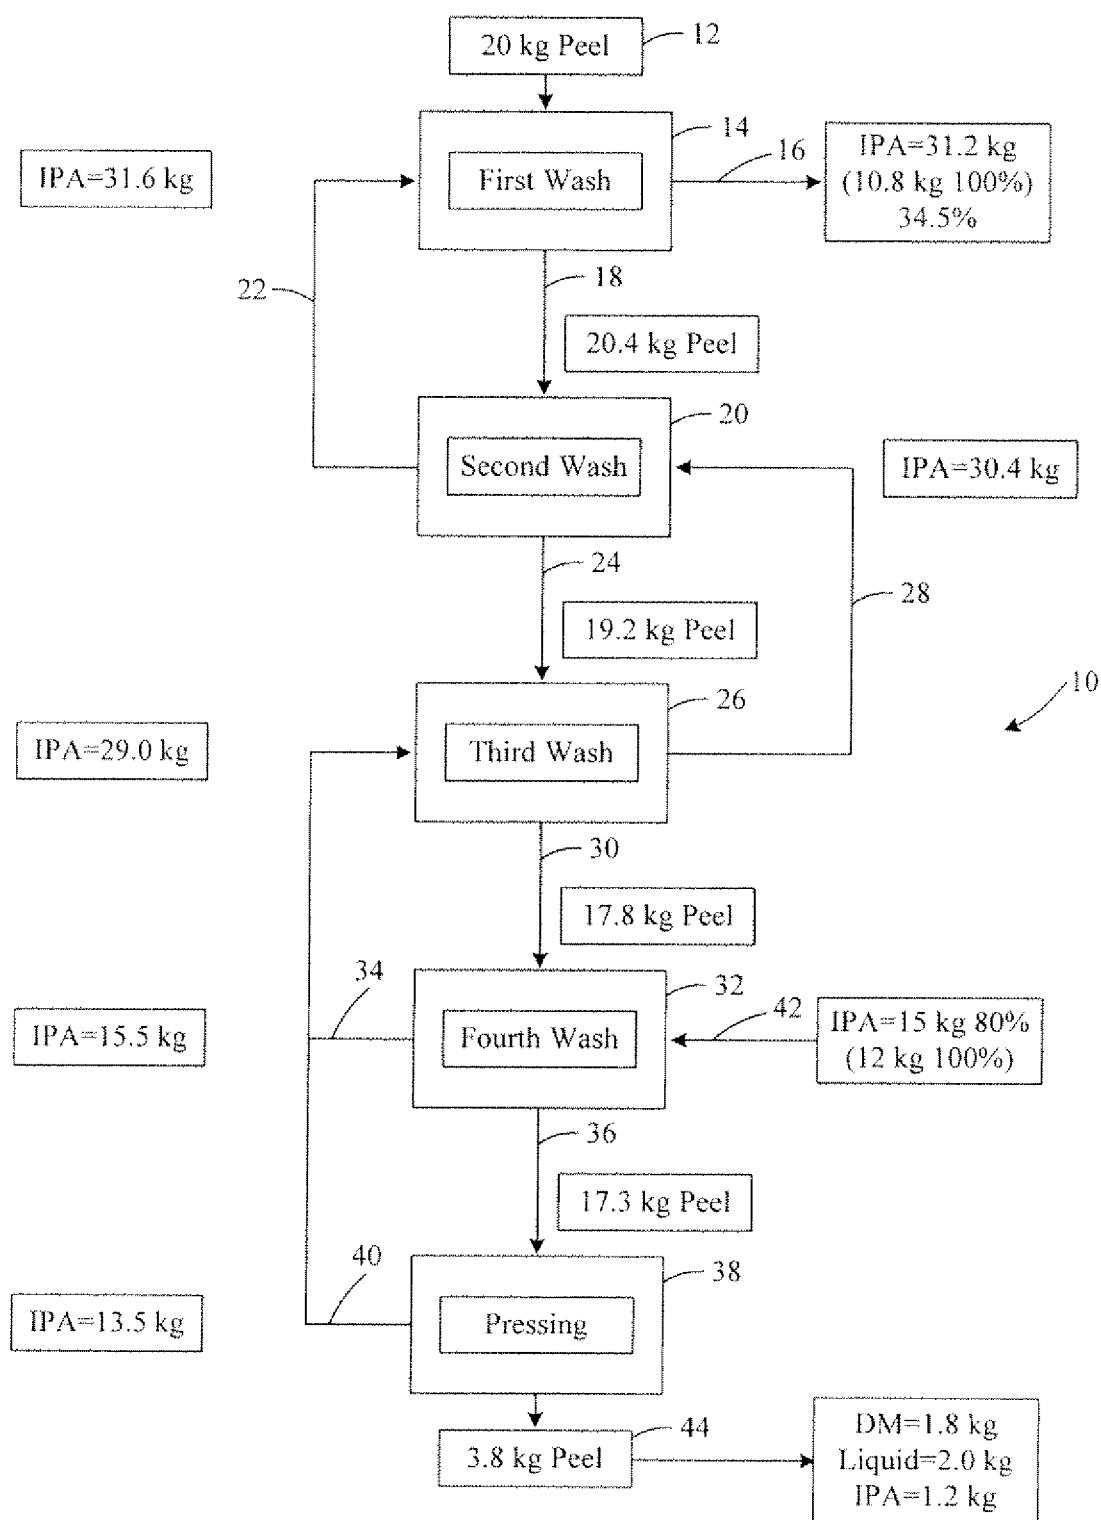 20 kg Peel
12
14
16
IPA=31.6 kg
First Wash
IPA=31.2 kg
(10.8 kg 100%)
34.5%
22
18
20.4 kg Peel
20
Second Wash
IPA=30.4 kg
24
28
19.2 kg Peel
26
10
IPA=29.0 kg
Third Wash
30
17.8 kg Peel
34
32
42
IPA=15.5 kg
Fourth Wash
IPA=15 kg 80%
(12 kg 100%)
36
17.3 kg Peel
40
38
IPA=13.5 kg
Pressing
44
3.8 kg Peel
DM=1.8 kg
Liquid=2.0 kg
IPA=1.2 kg